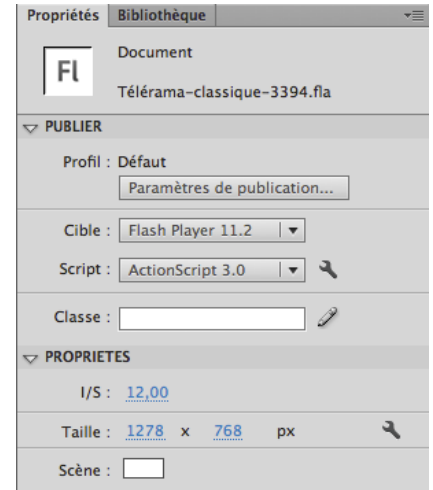 Propriétés Bibliothèque
Fl
Document
Télérama-classique-3394.fla
PUBLIER
Profil : Défaut
Paramètres de publication...
Cible : Flash Player 11.2
Script : ActionScript 3.0
Classe :
PROPRIETES
I/S : 12,00
Taille : 1278 x 768 px
Scène :